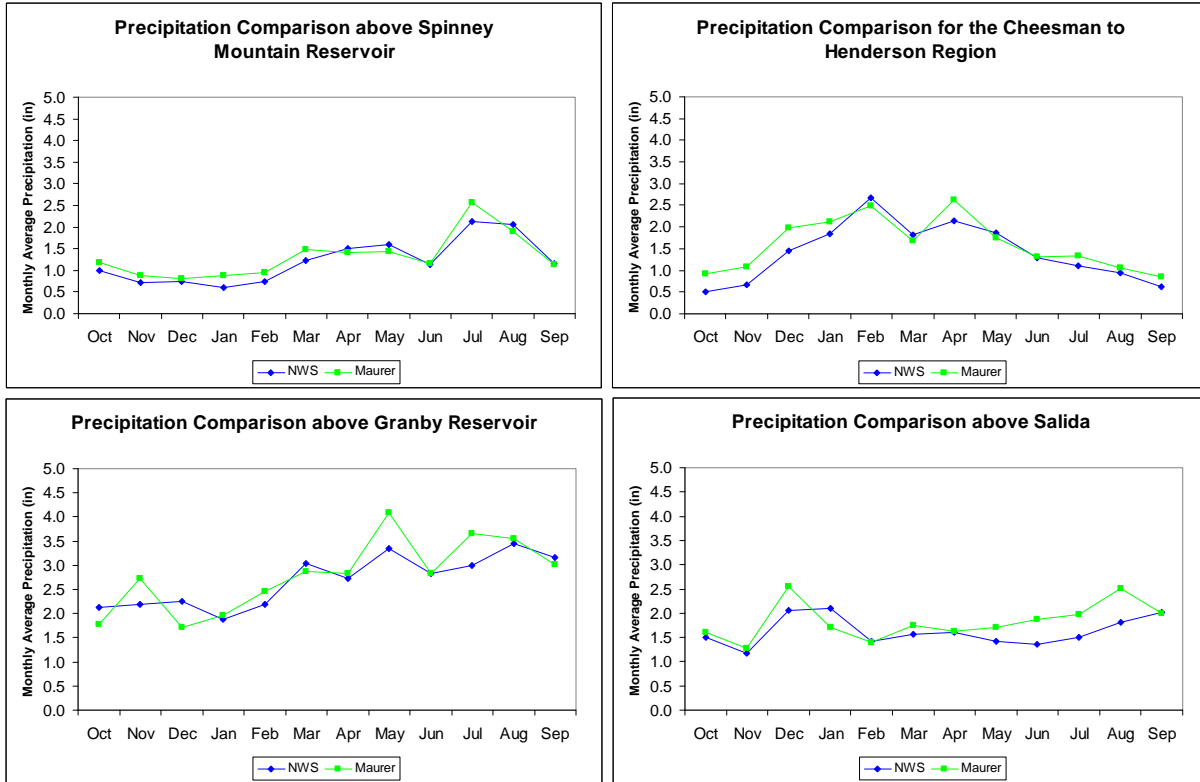 Precipitation Comparison above Spinney
Mountain Reservoir
Monthly Average Precipitation (in)
5.0
4.5
4.0
3.5
3.0
2.5
2.0
1.5
1.0
0.5
0.0
Oct Nov Dec Jan Feb Mar Apr May Jun Jul Aug Sep
NWS Maurer
Precipitation Comparison for the Cheesman to
Henderson Region
Monthly Average Precipitation (in)
5.0
4.5
4.0
3.5
3.0
2.5
2.0
1.5
1.0
0.5
0.0
Oct Nov Dec Jan Feb Mar Apr May Jun Jul Aug Sep
NWS Maurer
Precipitation Comparison above Granby Reservoir
Monthly Average Precipitation (in)
5.0
4.5
4.0
3.5
3.0
2.5
2.0
1.5
1.0
0.5
0.0
Oct Nov Dec Jan Feb Mar Apr May Jun Jul Aug Sep
NWS Maurer
Precipitation Comparison above Salida
Monthly Average Precipitation (in)
5.0
4.5
4.0
3.5
3.0
2.5
2.0
1.5
1.0
0.5
0.0
Oct Nov Dec Jan Feb Mar Apr May Jun Jul Aug Sep
NWS Maurer